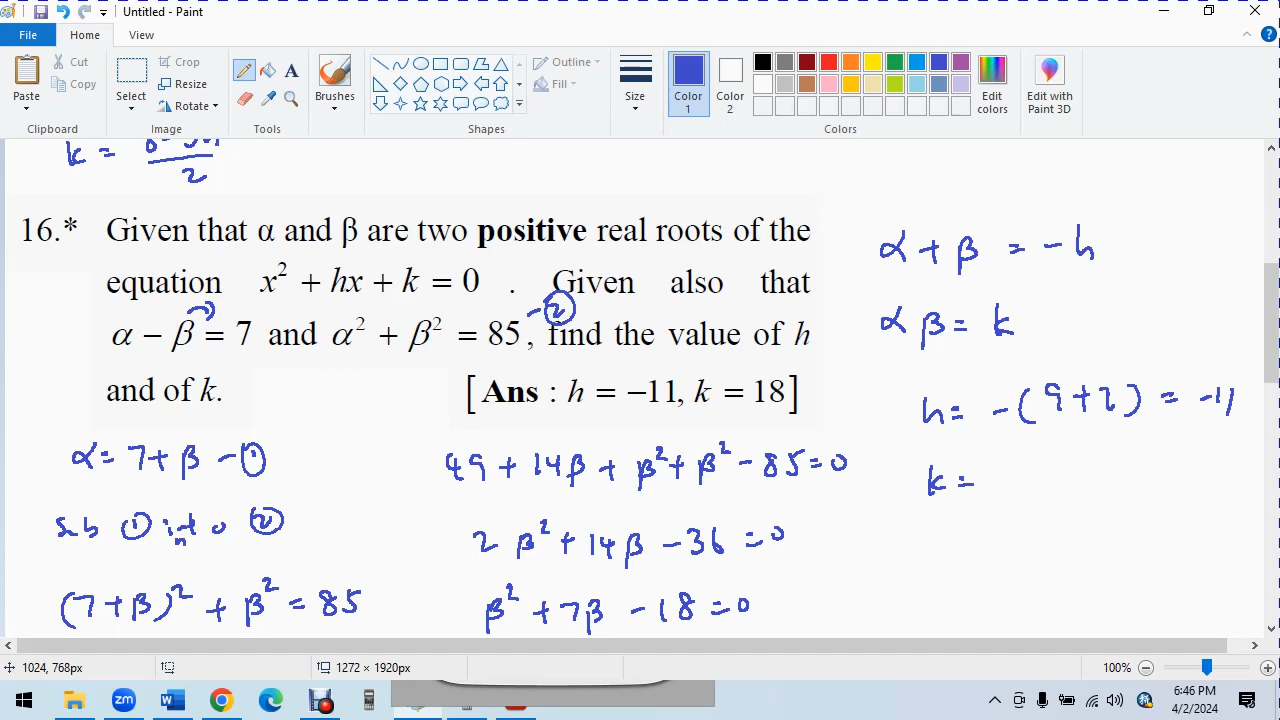 Untitled - Paint
File Home View
Paste Cut Copy Clipboard
Select Crop Resize Rotate Image
Tools
Brushes
Shapes Outline Fill
Size
Color 1 Color 2 Edit colors Colors
Edit with Paint 3D
k =
2
16.* Given that α and β are two positive real roots of the
equation x² + hx + k = 0 . Given also that
α − β = 7 and α² + β² = 85, find the value of h
and of k. [Ans : h = −11, k = 18]
- ②
α + β = -h
αβ = k
h = -(9+2) = -11
k =
α = 7 + β - ①
Sub ① into ②
(7+β)² + β² = 85
49 + 14β + β² + β² - 85 = 0
2β² + 14β - 36 = 0
β² + 7β - 18 = 0
1024, 768px 1272 × 1920px 100%
zm W
6:46 PM
4/2/2024